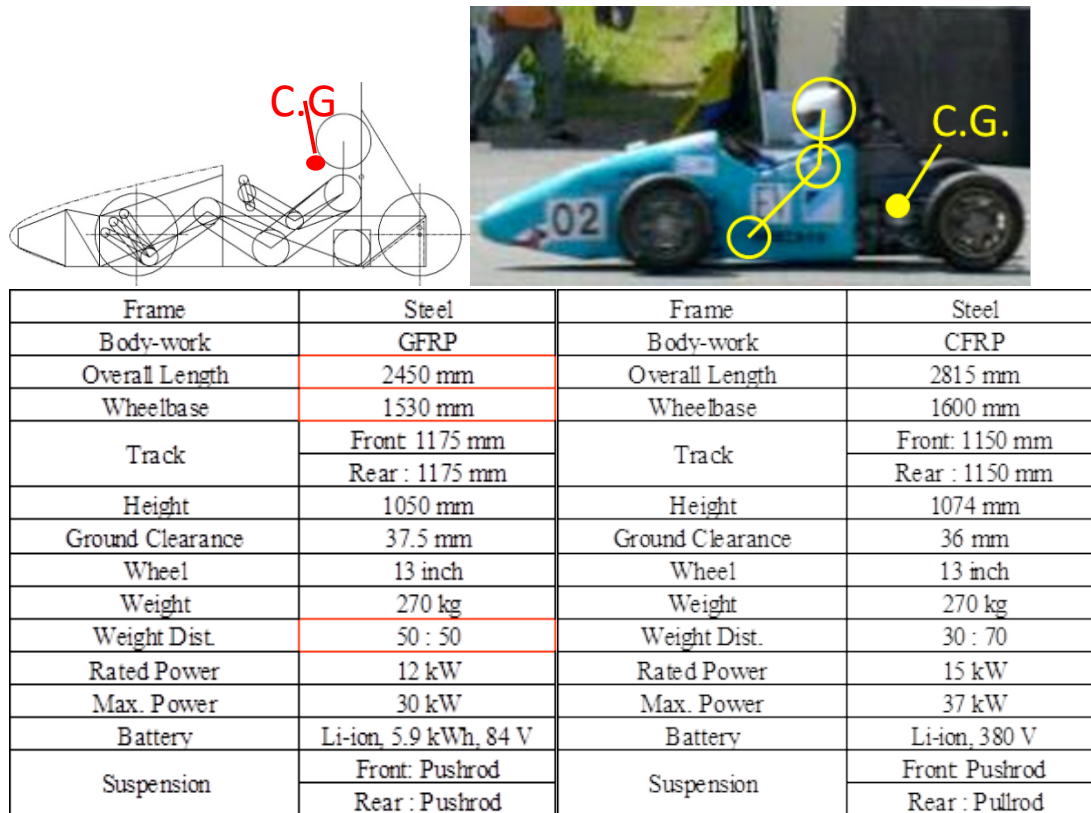 C.G
C.G.
02
Frame Steel Frame Steel
Body-work GFRP Body-work CFRP
Overall Length 2450 mm Overall Length 2815 mm
Wheelbase 1530 mm Wheelbase 1600 mm
Track Front: 1175 mm Track Front: 1150 mm
Rear : 1175 mm Rear : 1150 mm
Height 1050 mm Height 1074 mm
Ground Clearance 37.5 mm Ground Clearance 36 mm
Wheel 13 inch Wheel 13 inch
Weight 270 kg Weight 270 kg
Weight Dist. 50 : 50 Weight Dist. 30 : 70
Rated Power 12 kW Rated Power 15 kW
Max. Power 30 kW Max. Power 37 kW
Battery Li-ion, 5.9 kWh, 84 V Battery Li-ion, 380 V
Suspension Front: Pushrod Suspension Front: Pushrod
Rear : Pushrod Rear : Pullrod